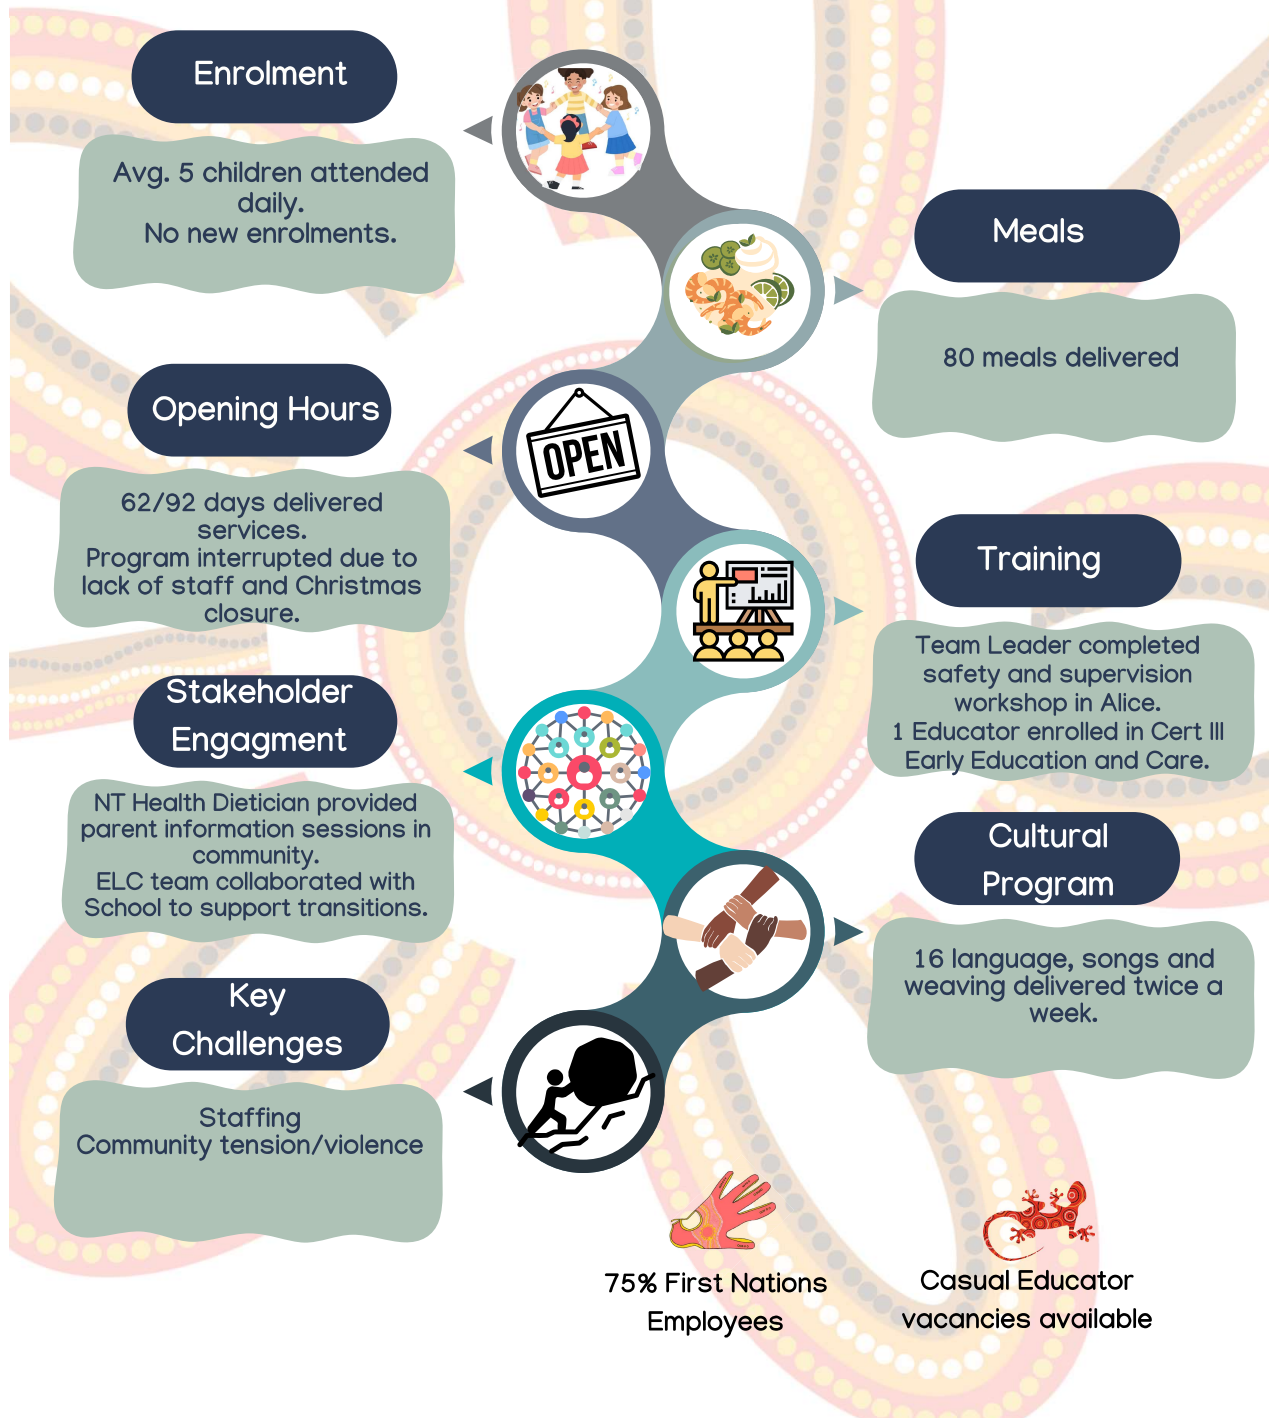 Enrolment
Avg. 5 children attended
daily.
No new enrolments.
Meals
80 meals delivered
Opening Hours
62/92 days delivered
services.
Program interrupted due to
lack of staff and Christmas
closure.
OPEN
Training
Team Leader completed
safety and supervision
workshop in Alice.
1 Educator enrolled in Cert III
Early Education and Care.
Stakeholder
Engagment
NT Health Dietician provided
parent information sessions in
community.
ELC team collaborated with
School to support transitions.
Cultural
Program
16 language, songs and
weaving delivered twice a
week.
Key
Challenges
Staffing
Community tension/violence
75% First Nations
Employees
Casual Educator
vacancies available